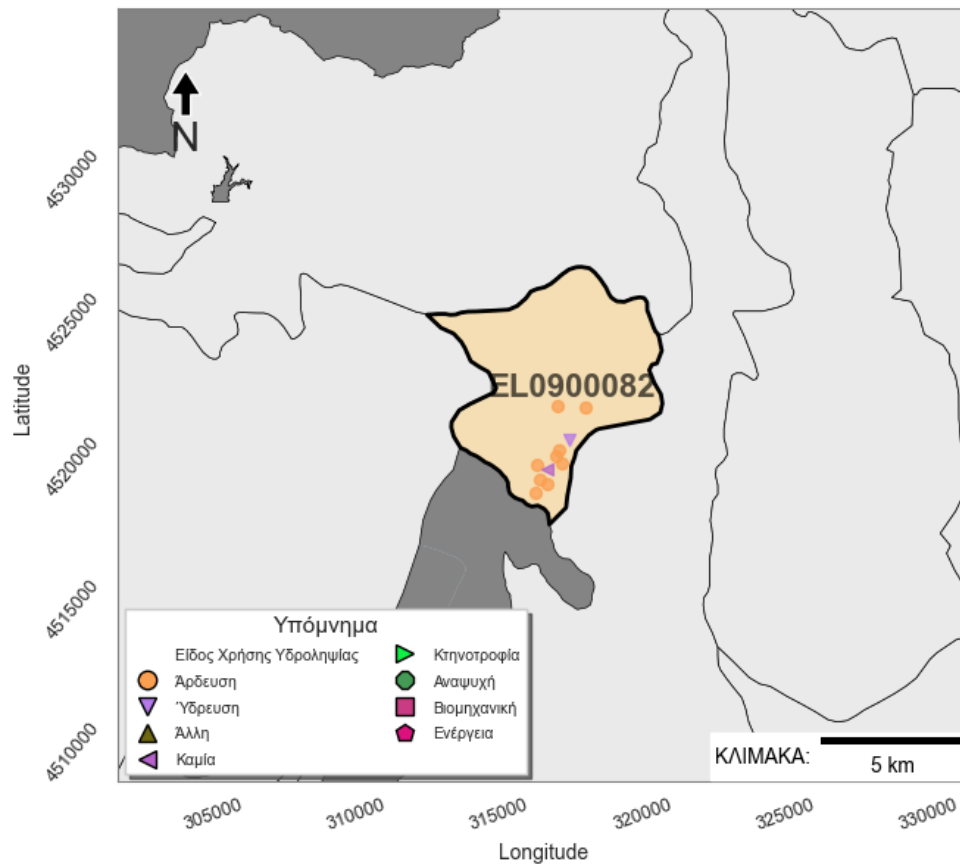 N
4530000
4525000
4520000
4515000
4510000
Latitude
EL0900082
Υπόμνημα
Είδος Χρήσης Υδροληψίας
Άρδευση
Ύδρευση
Άλλη
Καμία
Κτηνοτροφία
Αναψυχή
Βιομηχανική
Ενέργεια
ΚΛΙΜΑΚΑ:
5 km
305000
310000
315000
320000
325000
330000
Longitude